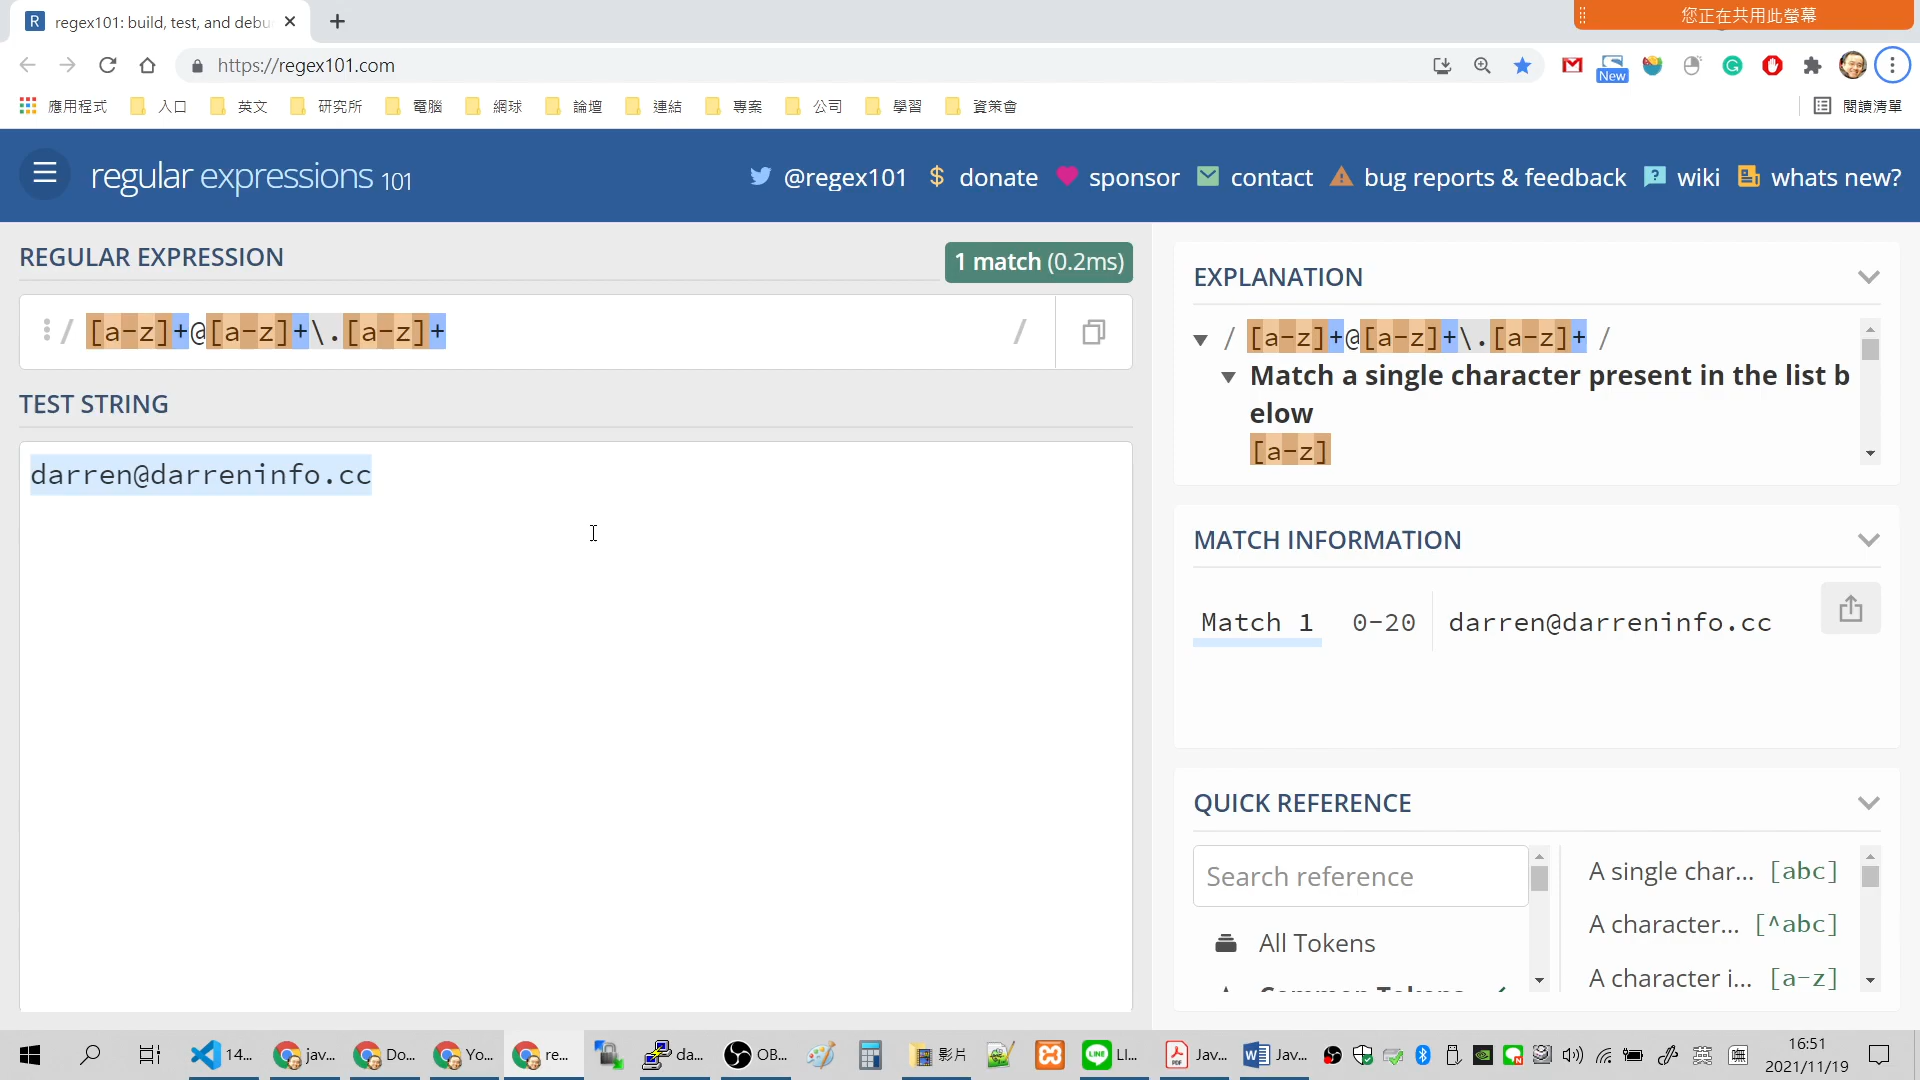 regex101: build, test, and debu
您正在共用此螢幕
https://regex101.com
New
應用程式 入口 英文 研究所 電腦 網球 論壇 連結 專案 公司 學習 資策會 閱讀清單
regular expressions 101
@regex101 donate sponsor contact bug reports & feedback wiki whats new?
REGULAR EXPRESSION
1 match (0.2ms)
/ [a-z]+@[a-z]+\.[a-z]+ /
TEST STRING
darren@darreninfo.cc
EXPLANATION
/ [a-z]+@[a-z]+\.[a-z]+ /
Match a single character present in the list b
elow
[a-z]
MATCH INFORMATION
Match 1 0-20 darren@darreninfo.cc
QUICK REFERENCE
Search reference
All Tokens
Common Tokens
A single char... [abc]
A character... [^abc]
A character i... [a-z]
14... jav... Do... Yo... re... da... OB... 影片 LINE LI... Jav... Jav... 英
16:51
2021/11/19